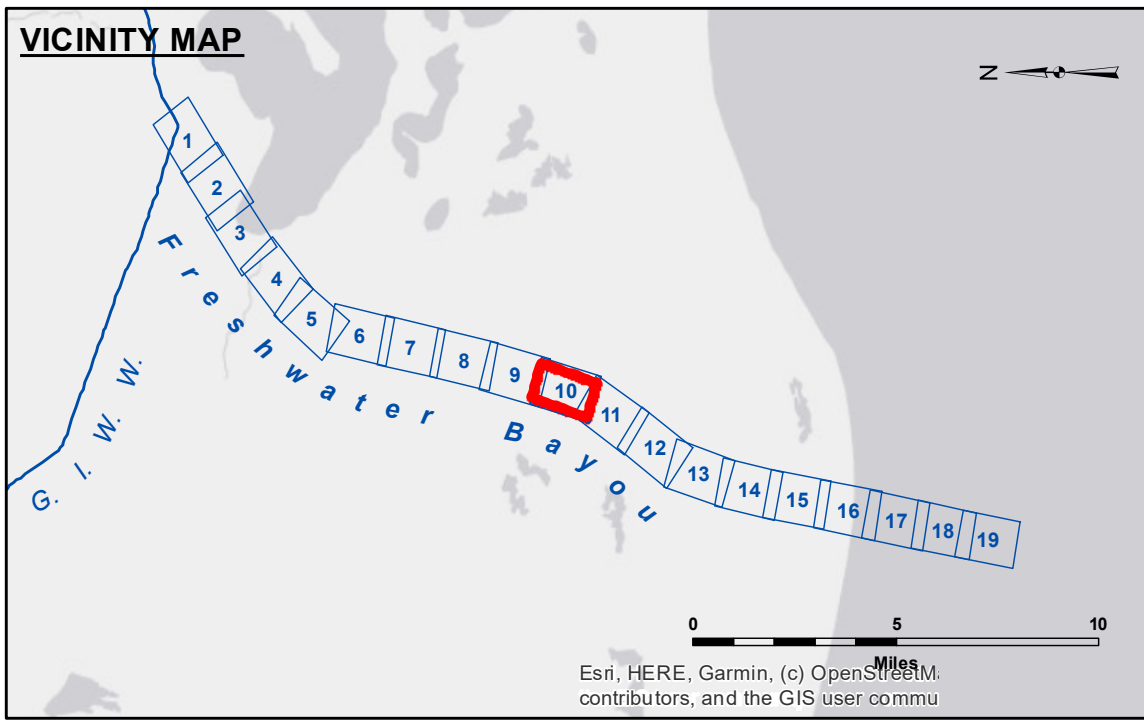 VICINITY MAP
N
1
2
3
4
5
6
7
8
9
10
11
12
13
14
15
16
17
18
19
Freshwater Bayou
G. I. W. W.
0 5 10
Miles
Esri, HERE, Garmin, (c) OpenStreetM
contributors, and the GIS user commu